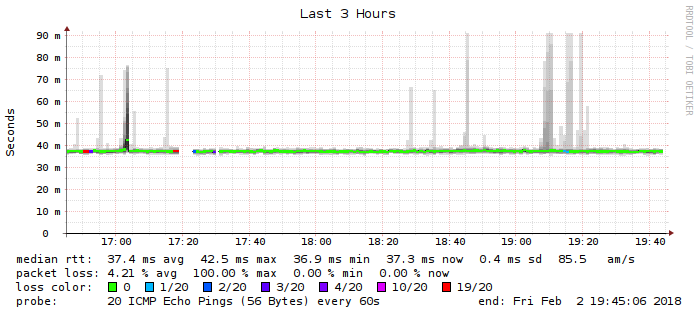 Last 3 Hours
RRDTOOL / TOBI OETIKER
Seconds
90 m
80 m
70 m
60 m
50 m
40 m
30 m
20 m
10 m
0
17:00 17:20 17:40 18:00 18:20 18:40 19:00 19:20 19:40
median rtt: 37.4 ms avg 42.5 ms max 36.9 ms min 37.3 ms now 0.4 ms sd 85.5 am/s
packet loss: 4.21 % avg 100.00 % max 0.00 % min 0.00 % now
loss color: 0 1/20 2/20 3/20 4/20 10/20 19/20
probe: 20 ICMP Echo Pings (56 Bytes) every 60s end: Fri Feb 2 19:45:06 2018